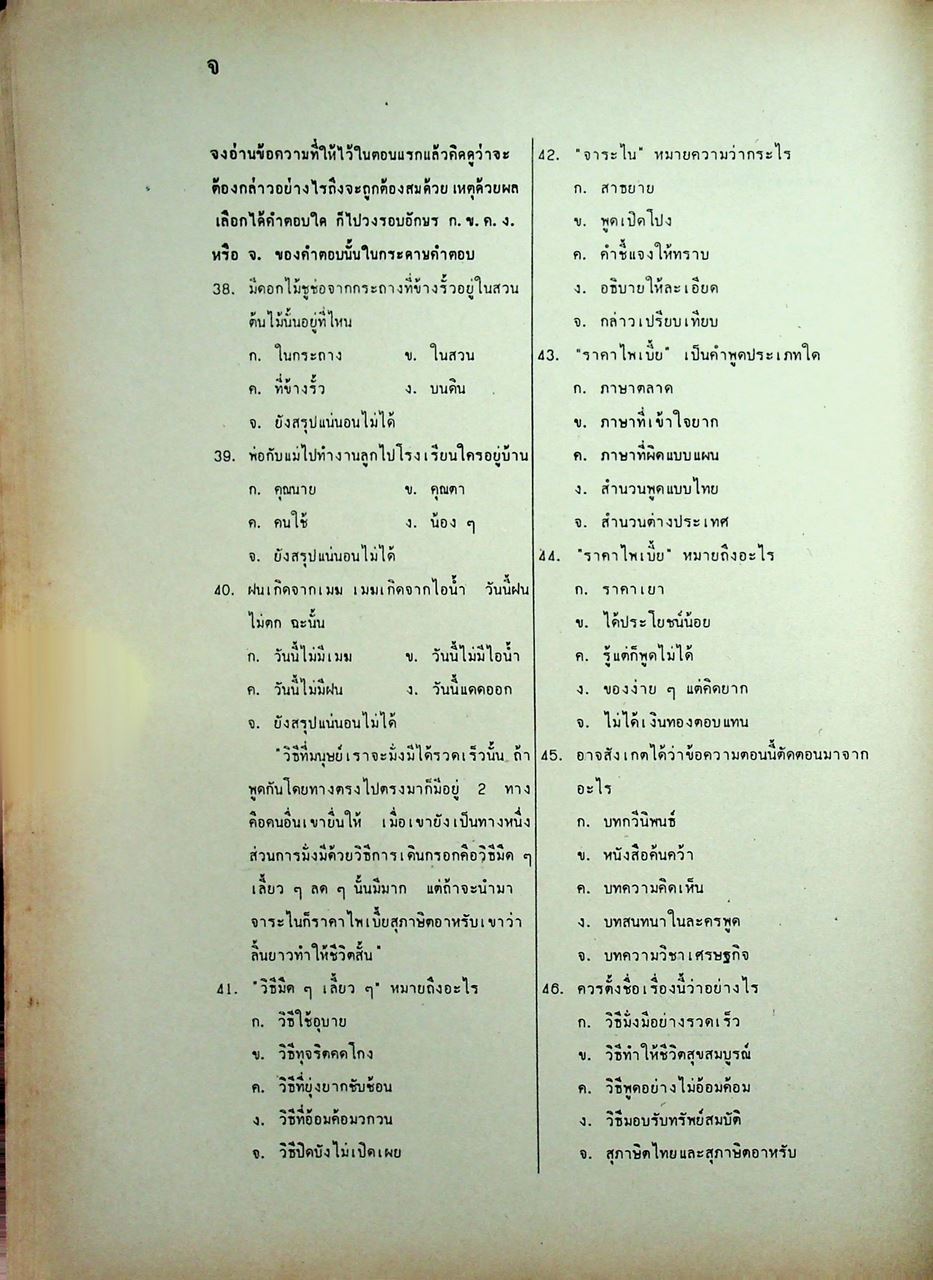 จ
จงอ่านข้อความที่ให้ไว้ในตอนแรกแล้วคิดดูว่าจะ
ต้องกล่าวอย่างไรถึงจะถูกต้องสมด้วย เหตุด้วยผล
เลือกได้คำตอบใด ก็ไปวงรอบอักษร ก. ข. ค. ง.
หรือ จ. ของคำตอบนั้นในกระดาษคำตอบ
38. มีดอกไม้ชูช่อจากกระถางที่ข้างรั้วอยู่ในสวน
ต้นไม้นั้นอยู่ที่ไหน
ก. ในกระถาง ข. ในสวน
ค. ที่ข้างรั้ว ง. บนดิน
จ. ยังสรุปแน่นอนไม่ได้
39. พ่อกับแม่ไปทำงานลูกไปโรงเรียนใครอยู่บ้าน
ก. คุณนาย ข. คุณตา
ค. คนใช้ ง. น้อง ๆ
จ. ยังสรุปแน่นอนไม่ได้
40. ฝนเกิดจากเมฆ เมฆเกิดจากไอน้ำ วันนี้ฝน
ไม่ตก ฉะนั้น
ก. วันนี้ไม่มีเมฆ ข. วันนี้ไม่มีไอน้ำ
ค. วันนี้ไม่มีฝน ง. วันนี้แดดออก
จ. ยังสรุปแน่นอนไม่ได้
"วิธีที่มนุษย์เราจะมั่งมีได้รวดเร็วนั้น ถ้า
พูดกันโดยทางตรงไปตรงมาก็มีอยู่ 2 ทาง
คือคนอื่นเขายื่นให้ เมื่อเขายังเป็นทางหนึ่ง
ส่วนการมั่งมีด้วยวิธีการเดินกรอกคือวิธีมืด ๆ
เลี้ยว ๆ ลด ๆ นั้นมีมาก แต่ถ้าจะนำมา
จาระไนก็ราคาไพเบี้ยสุภาษิตอาหรับเขาว่า
ลิ้นยาวทำให้ชีวิตสั้น"
41. "วิธีมืด ๆ เลี้ยว ๆ" หมายถึงอะไร
ก. วิธีใช้อุบาย
ข. วิธีทุจริตคดโกง
ค. วิธีที่ยุ่งยากซับซ้อน
ง. วิธีที่อ้อมค้อมวกวน
จ. วิธีปิดบังไม่เปิดเผย
42. "จาระไน" หมายความว่ากระไร
ก. สาธยาย
ข. พูดเปิดโปง
ค. คำชี้แจงให้ทราบ
ง. อธิบายให้ละเอียด
จ. กล่าวเปรียบเทียบ
43. "ราคาไพเบี้ย" เป็นคำพูดประเภทใด
ก. ภาษาตลาด
ข. ภาษาที่เข้าใจยาก
ค. ภาษาที่ผิดแบบแผน
ง. สำนวนพูดแบบไทย
จ. สำนวนต่างประเทศ
44. "ราคาไพเบี้ย" หมายถึงอะไร
ก. ราคาเยา
ข. ได้ประโยชน์น้อย
ค. รู้แต่ก็พูดไม่ได้
ง. ของง่าย ๆ แต่คิดยาก
จ. ไม่ได้เงินทองตอบแทน
45. อาจสังเกตได้ว่าข้อความตอนนี้ตัดตอนมาจาก
อะไร
ก. บทกวีนิพนธ์
ข. หนังสือค้นคว้า
ค. บทความคิดเห็น
ง. บทสนทนาในละครพูด
จ. บทความวิชาเศรษฐกิจ
46. ควรตั้งชื่อเรื่องนี้ว่าอย่างไร
ก. วิธีมั่งมีอย่างรวดเร็ว
ข. วิธีทำให้ชีวิตสุขสมบูรณ์
ค. วิธีพูดอย่างไม่อ้อมค้อม
ง. วิธีมอบรับทรัพย์สมบัติ
จ. สุภาษิตไทยและสุภาษิตอาหรับ